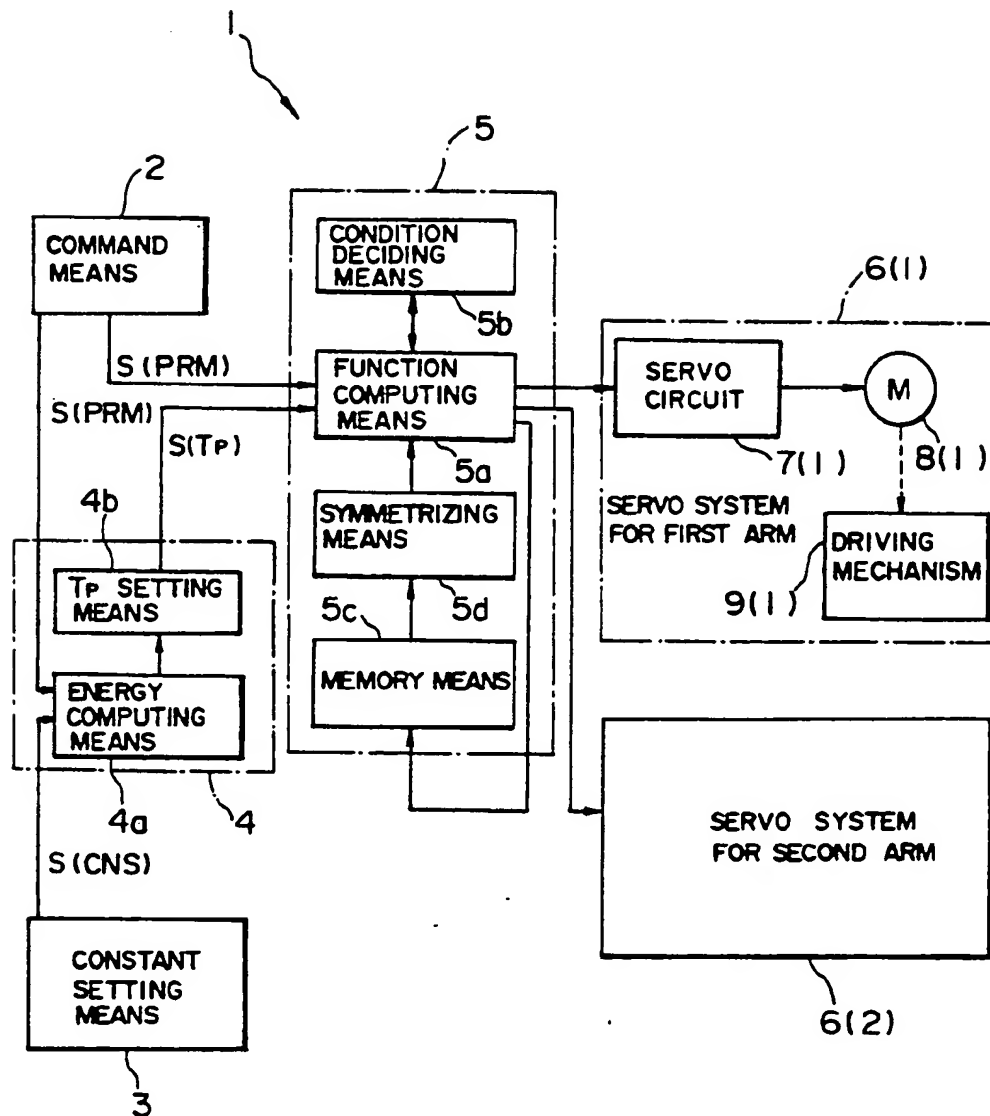 1
5
2
COMMAND
MEANS
CONDITION
DECIDING
MEANS
5b
6(1)
S(PRM)
S(PRM)
S(TP)
FUNCTION
COMPUTING
MEANS
5a
SERVO
CIRCUIT
7(1)
M
8(1)
4b
TP SETTING
MEANS
SYMMETRIZING
MEANS
5d
5c
SERVO SYSTEM
FOR FIRST ARM
DRIVING
MECHANISM
9(1)
ENERGY
COMPUTING
MEANS
4a
4
MEMORY MEANS
S(CNS)
SERVO SYSTEM
FOR SECOND ARM
CONSTANT
SETTING
MEANS
6(2)
3